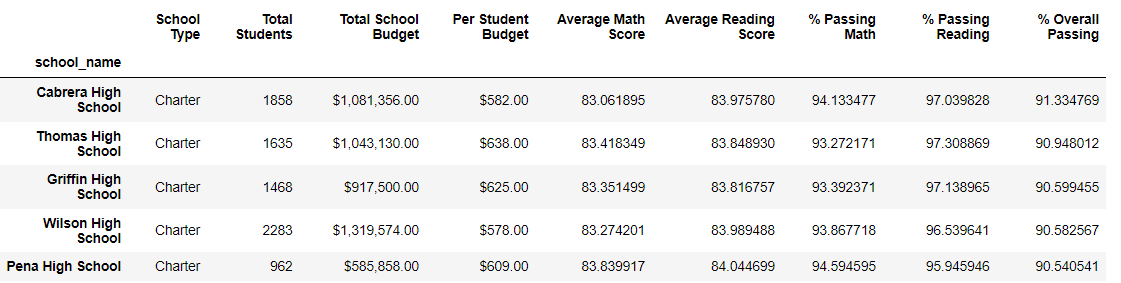 School Type Total Students Total School Budget Per Student Budget Average Math Score Average Reading Score % Passing Math % Passing Reading % Overall Passing
school_name
Cabrera High School Charter 1858 $1,081,356.00 $582.00 83.061895 83.975780 94.133477 97.039828 91.334769
Thomas High School Charter 1635 $1,043,130.00 $638.00 83.418349 83.848930 93.272171 97.308869 90.948012
Griffin High School Charter 1468 $917,500.00 $625.00 83.351499 83.816757 93.392371 97.138965 90.599455
Wilson High School Charter 2283 $1,319,574.00 $578.00 83.274201 83.989488 93.867718 96.539641 90.582567
Pena High School Charter 962 $585,858.00 $609.00 83.839917 84.044699 94.594595 95.945946 90.540541